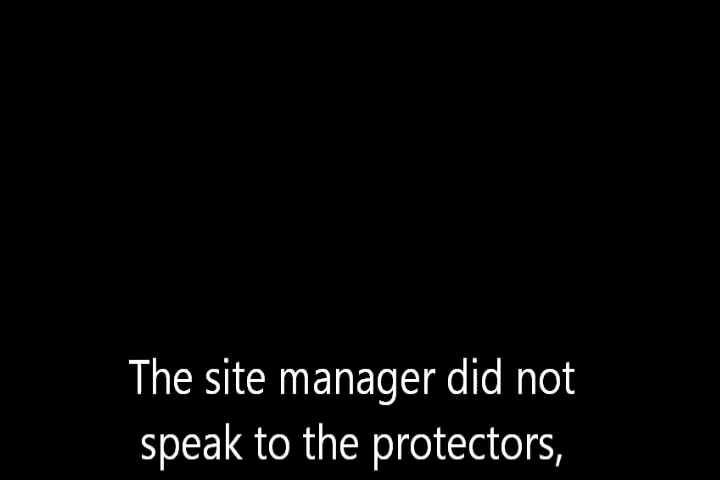 The site manager did not
speak to the protectors,